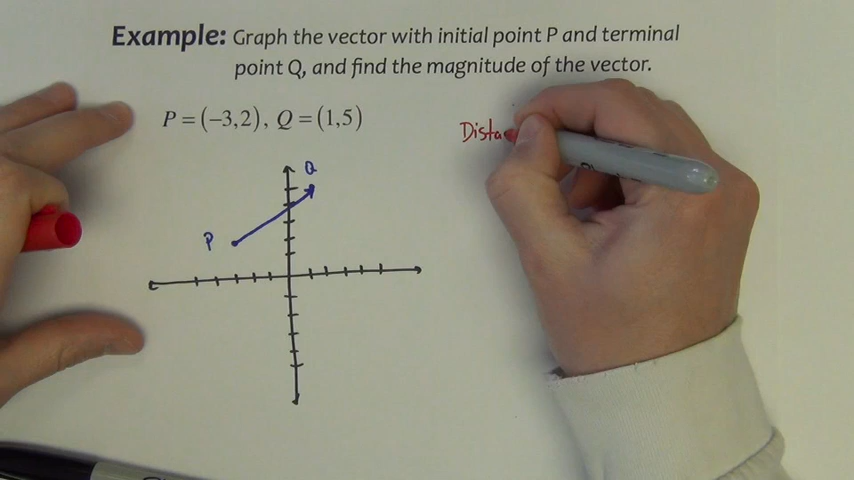 Example: Graph the vector with initial point P and terminal
point Q, and find the magnitude of the vector.
P = (−3,2), Q = (1,5)
Dista
Q
P